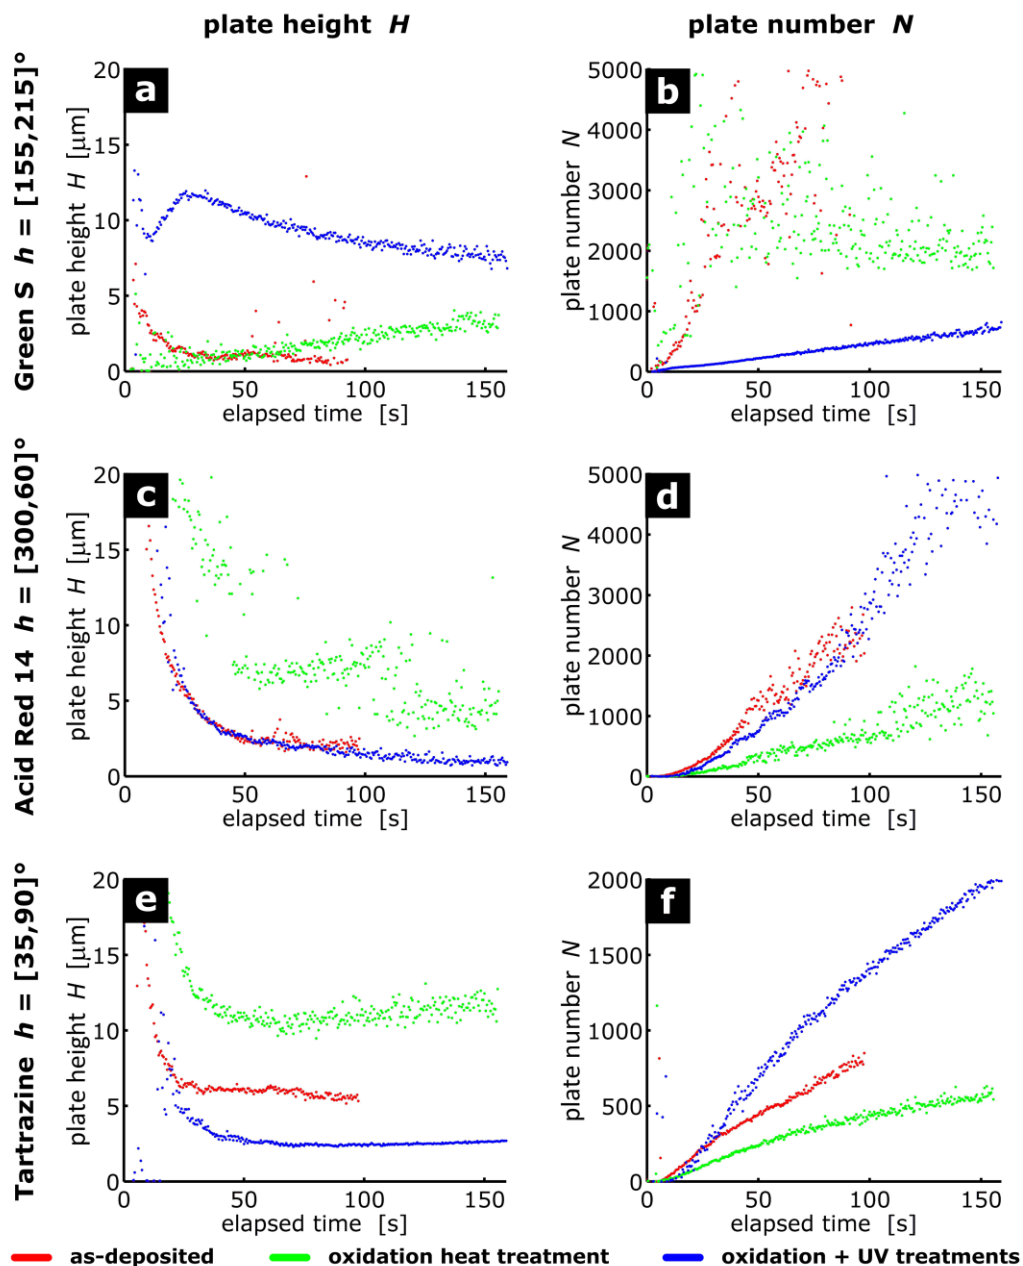 plate height H
plate number N
Green S h = [155,215]°
a
plate height H [µm]
20
15
10
5
0
0
50
100
150
elapsed time [s]
b
plate number N
5000
4000
3000
2000
1000
0
0
50
100
150
elapsed time [s]
Acid Red 14 h = [300,60]°
c
plate height H [µm]
20
15
10
5
0
0
50
100
150
elapsed time [s]
d
plate number N
5000
4000
3000
2000
1000
0
0
50
100
150
elapsed time [s]
Tartrazine h = [35,90]°
e
plate height H [µm]
20
15
10
5
0
0
50
100
150
elapsed time [s]
f
plate number N
2000
1500
1000
500
0
0
50
100
150
elapsed time [s]
as-deposited
oxidation heat treatment
oxidation + UV treatments